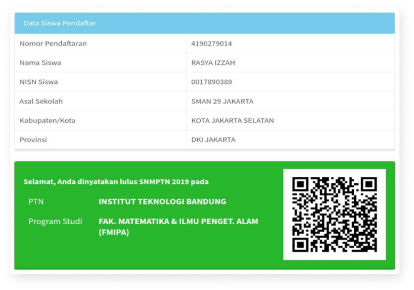 Data Siswa Pendaftar
Nomor Pendaftaran 4190279014
Nama Siswa RASYA IZZAH
NISN Siswa 0017890389
Asal Sekolah SMAN 29 JAKARTA
Kabupaten/Kota KOTA JAKARTA SELATAN
Provinsi DKI JAKARTA
Selamat, Anda dinyatakan lulus SNMPTN 2019 pada
PTN INSTITUT TEKNOLOGI BANDUNG
Program Studi FAK. MATEMATIKA & ILMU PENGET. ALAM
(FMIPA)